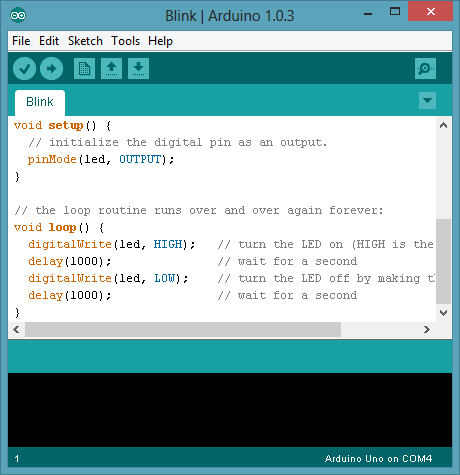 Blink | Arduino 1.0.3
File Edit Sketch Tools Help
Blink
void setup() {
  // initialize the digital pin as an output.
  pinMode(led, OUTPUT);
}

// the loop routine runs over and over again forever:
void loop() {
  digitalWrite(led, HIGH);   // turn the LED on (HIGH is the
  delay(1000);               // wait for a second
  digitalWrite(led, LOW);    // turn the LED off by making th
  delay(1000);               // wait for a second
}
1
Arduino Uno on COM4